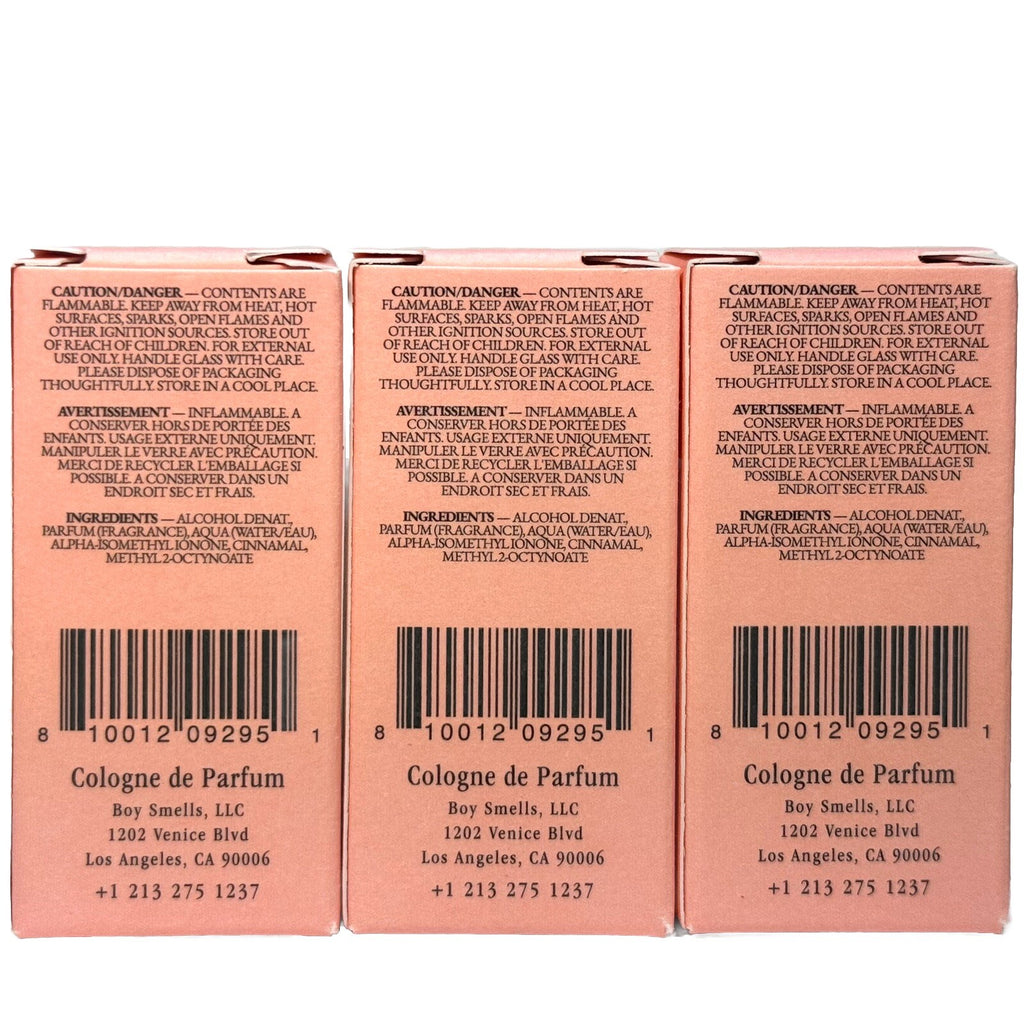 CAUTION/DANGER — CONTENTS ARE
FLAMMABLE. KEEP AWAY FROM HEAT, HOT
SURFACES, SPARKS, OPEN FLAMES AND
OTHER IGNITION SOURCES. STORE OUT
OF REACH OF CHILDREN. FOR EXTERNAL
USE ONLY. HANDLE GLASS WITH CARE.
PLEASE DISPOSE OF PACKAGING
THOUGHTFULLY. STORE IN A COOL PLACE.
AVERTISSEMENT — INFLAMMABLE. A
CONSERVER HORS DE PORTÉE DES
ENFANTS. USAGE EXTERNE UNIQUEMENT.
MANIPULER LE VERRE AVEC PRÉCAUTION.
MERCI DE RECYCLER L'EMBALLAGE SI
POSSIBLE. A CONSERVER DANS UN
ENDROIT SEC ET FRAIS.
INGREDIENTS — ALCOHOL DENAT.,
PARFUM (FRAGRANCE), AQUA (WATER/EAU),
ALPHA-ISOMETHYL IONONE, CINNAMAL,
METHYL 2-OCTYNOATE
8 10012 09295 1
Cologne de Parfum
Boy Smells, LLC
1202 Venice Blvd
Los Angeles, CA 90006
+1 213 275 1237
CAUTION/DANGER — CONTENTS ARE
FLAMMABLE. KEEP AWAY FROM HEAT, HOT
SURFACES, SPARKS, OPEN FLAMES AND
OTHER IGNITION SOURCES. STORE OUT
OF REACH OF CHILDREN. FOR EXTERNAL
USE ONLY. HANDLE GLASS WITH CARE.
PLEASE DISPOSE OF PACKAGING
THOUGHTFULLY. STORE IN A COOL PLACE.
AVERTISSEMENT — INFLAMMABLE. A
CONSERVER HORS DE PORTÉE DES
ENFANTS. USAGE EXTERNE UNIQUEMENT.
MANIPULER LE VERRE AVEC PRÉCAUTION.
MERCI DE RECYCLER L'EMBALLAGE SI
POSSIBLE. A CONSERVER DANS UN
ENDROIT SEC ET FRAIS.
INGREDIENTS — ALCOHOL DENAT.,
PARFUM (FRAGRANCE), AQUA (WATER/EAU),
ALPHA-ISOMETHYL IONONE, CINNAMAL,
METHYL 2-OCTYNOATE
8 10012 09295 1
Cologne de Parfum
Boy Smells, LLC
1202 Venice Blvd
Los Angeles, CA 90006
+1 213 275 1237
CAUTION/DANGER — CONTENTS ARE
FLAMMABLE. KEEP AWAY FROM HEAT, HOT
SURFACES, SPARKS, OPEN FLAMES AND
OTHER IGNITION SOURCES. STORE OUT
OF REACH OF CHILDREN. FOR EXTERNAL
USE ONLY. HANDLE GLASS WITH CARE.
PLEASE DISPOSE OF PACKAGING
THOUGHTFULLY. STORE IN A COOL PLACE.
AVERTISSEMENT — INFLAMMABLE. A
CONSERVER HORS DE PORTÉE DES
ENFANTS. USAGE EXTERNE UNIQUEMENT.
MANIPULER LE VERRE AVEC PRÉCAUTION.
MERCI DE RECYCLER L'EMBALLAGE SI
POSSIBLE. A CONSERVER DANS UN
ENDROIT SEC ET FRAIS.
INGREDIENTS — ALCOHOL DENAT.,
PARFUM (FRAGRANCE), AQUA (WATER/EAU),
ALPHA-ISOMETHYL IONONE, CINNAMAL,
METHYL 2-OCTYNOATE
8 10012 09295 1
Cologne de Parfum
Boy Smells, LLC
1202 Venice Blvd
Los Angeles, CA 90006
+1 213 275 1237